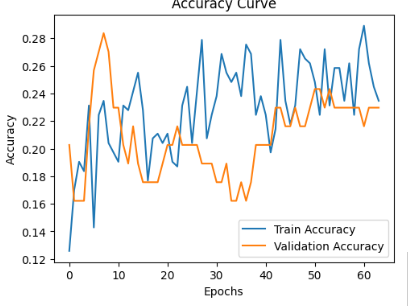 Accuracy Curve
0.28
0.26
0.24
0.22
0.20
0.18
0.16
0.14
0.12
Accuracy
Train Accuracy
Validation Accuracy
0 10 20 30 40 50 60
Epochs